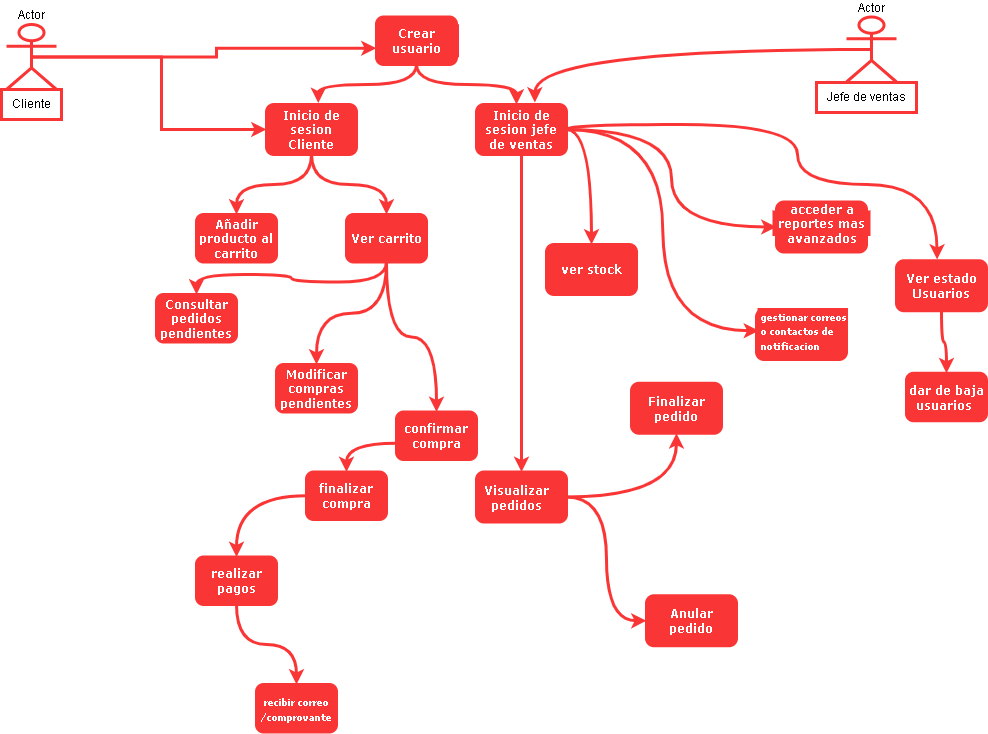 Actor
Cliente
Actor
Jefe de ventas
Crear
usuario
Inicio de
sesion
Cliente
Inicio de
sesion jefe
de ventas
Añadir
producto al
carrito
Ver carrito
acceder a
reportes mas
avanzados
ver stock
Ver estado
Usuarios
Consultar
pedidos
pendientes
gestionar correos
o contactos de
notificacion
Modificar
compras
pendientes
dar de baja
usuarios
Finalizar
pedido
confirmar
compra
finalizar
compra
Visualizar
pedidos
realizar
pagos
Anular
pedido
recibir correo
/comprovante